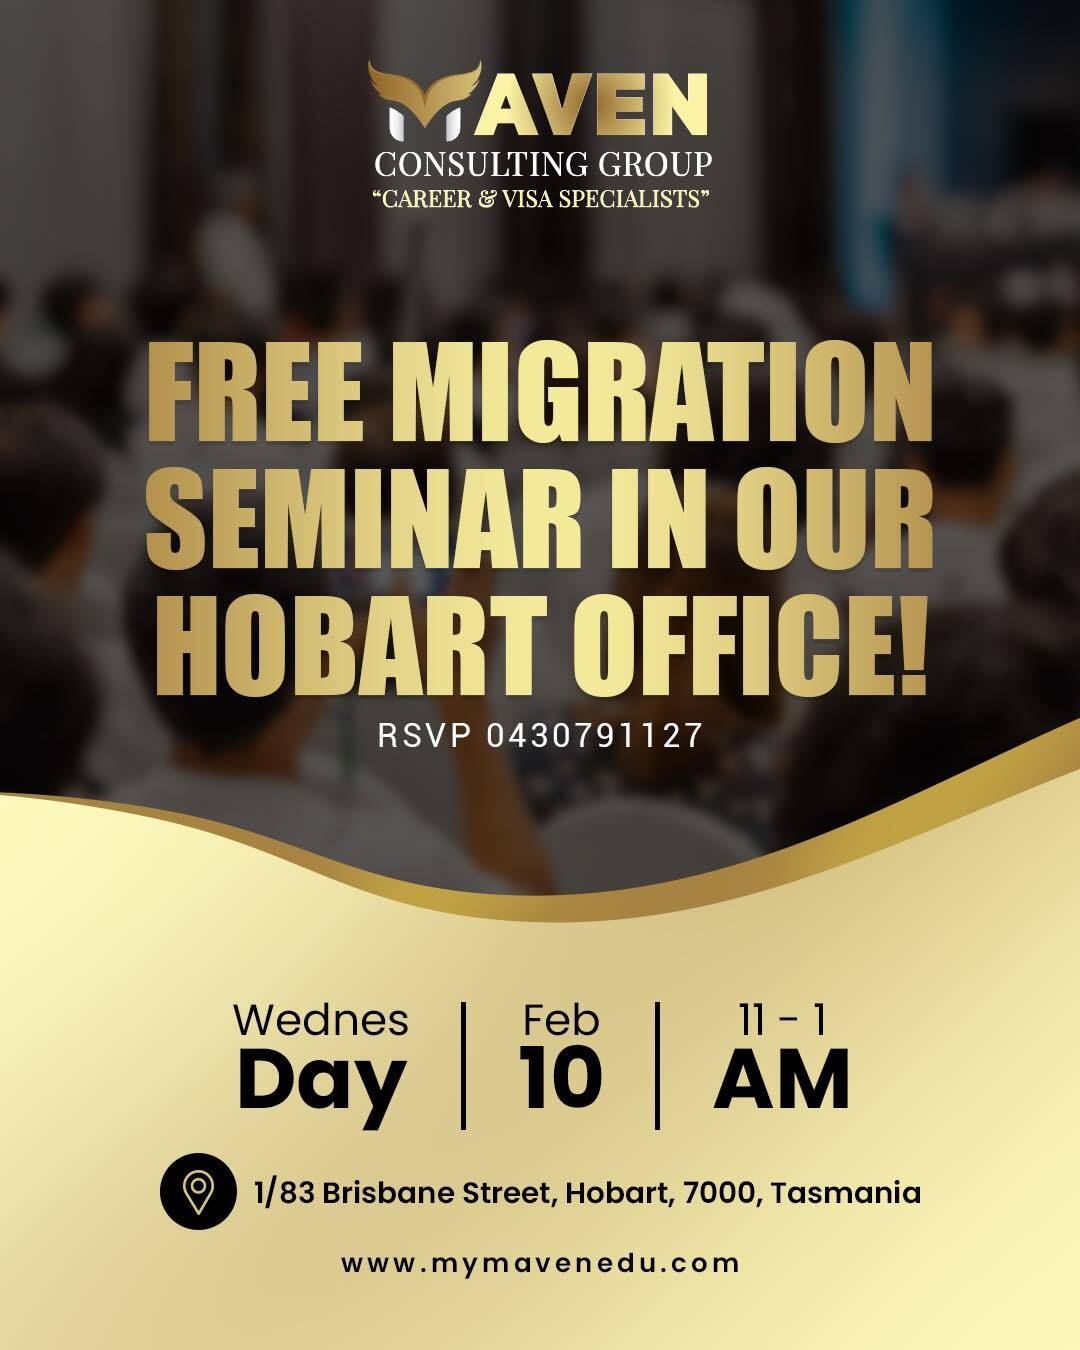 MAVEN
CONSULTING GROUP
“CAREER & VISA SPECIALISTS”
FREE MIGRATION
SEMINAR IN OUR
HOBART OFFICE!
RSVP 0430791127
Wednes
Day
Feb
10
11 - 1
AM
1/83 Brisbane Street, Hobart, 7000, Tasmania
www.mymavenedu.com